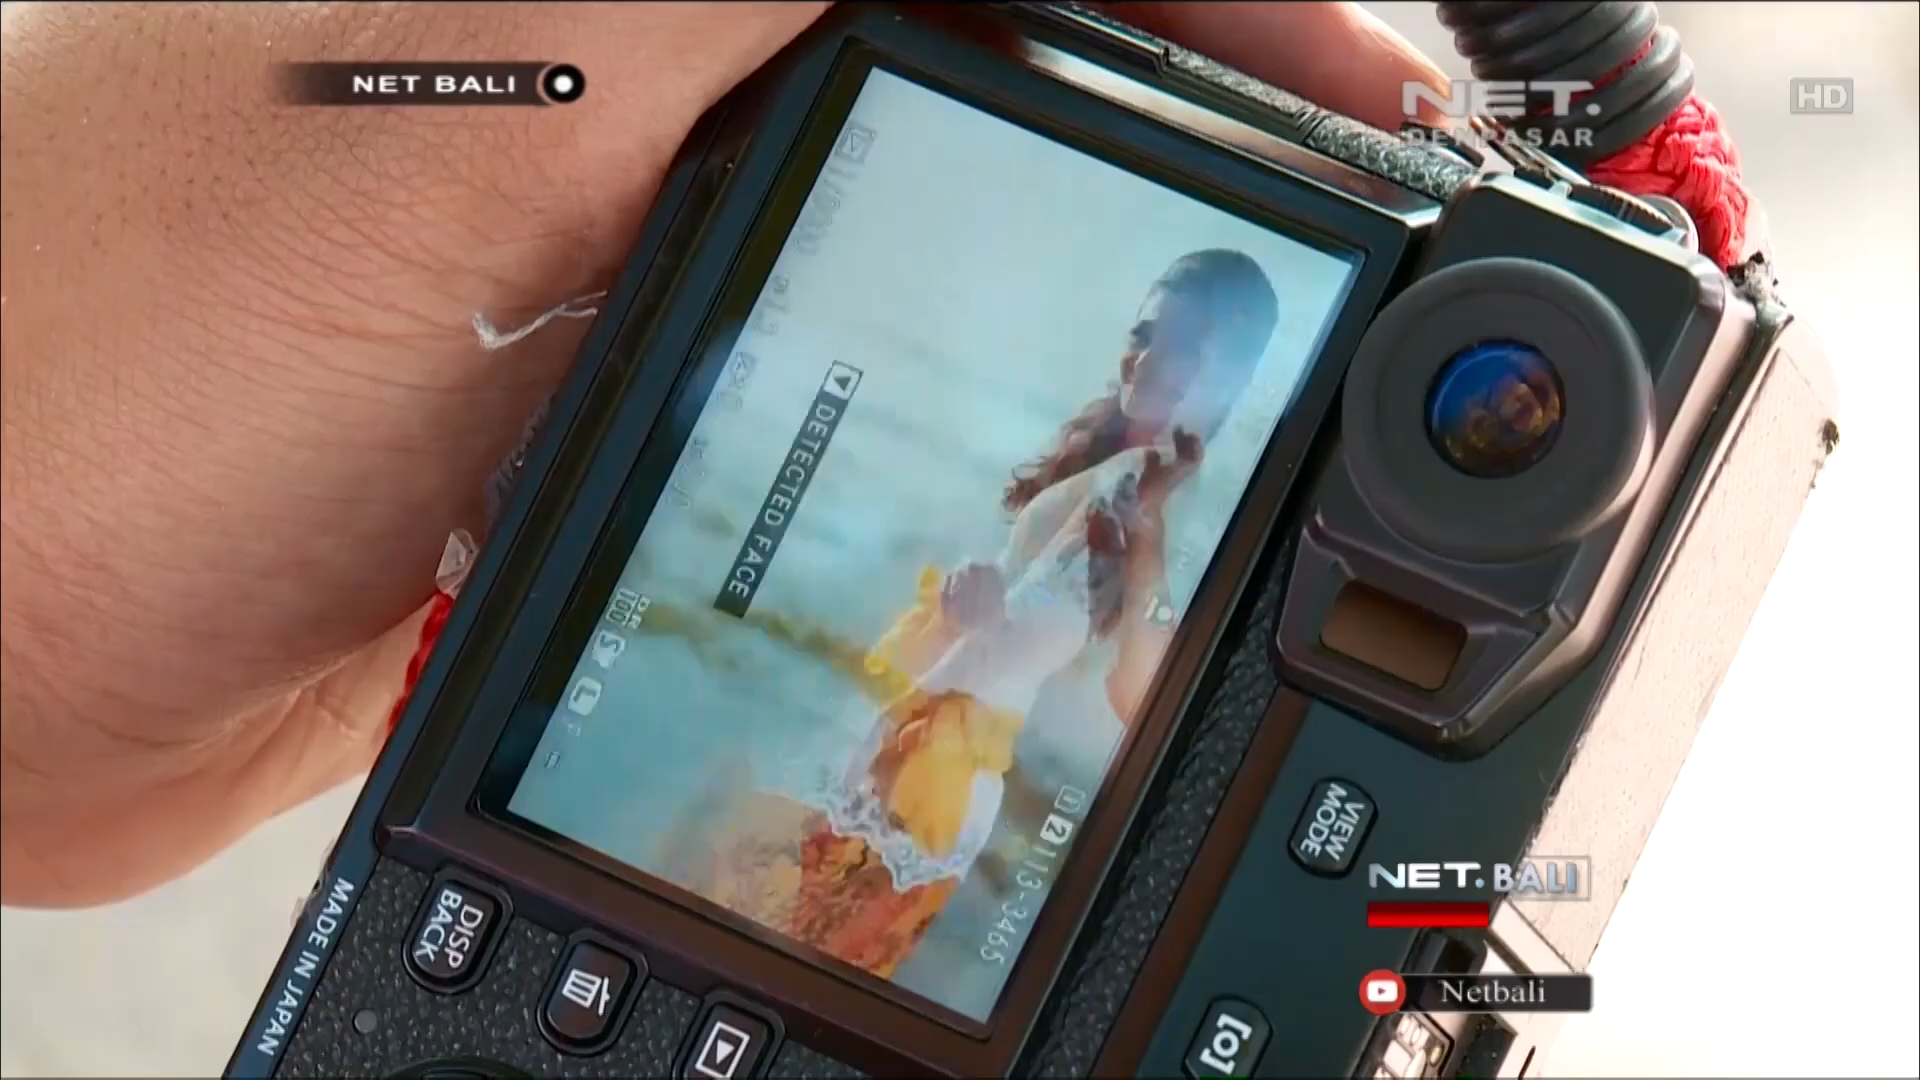 NET BALI
NET.
DENPASAR
HD
DETECTED FACE
100
L
F
2 113-3465
VIEW
MODE
DISP
BACK
MADE IN JAPAN
[o]
NET. BALI
Netbali